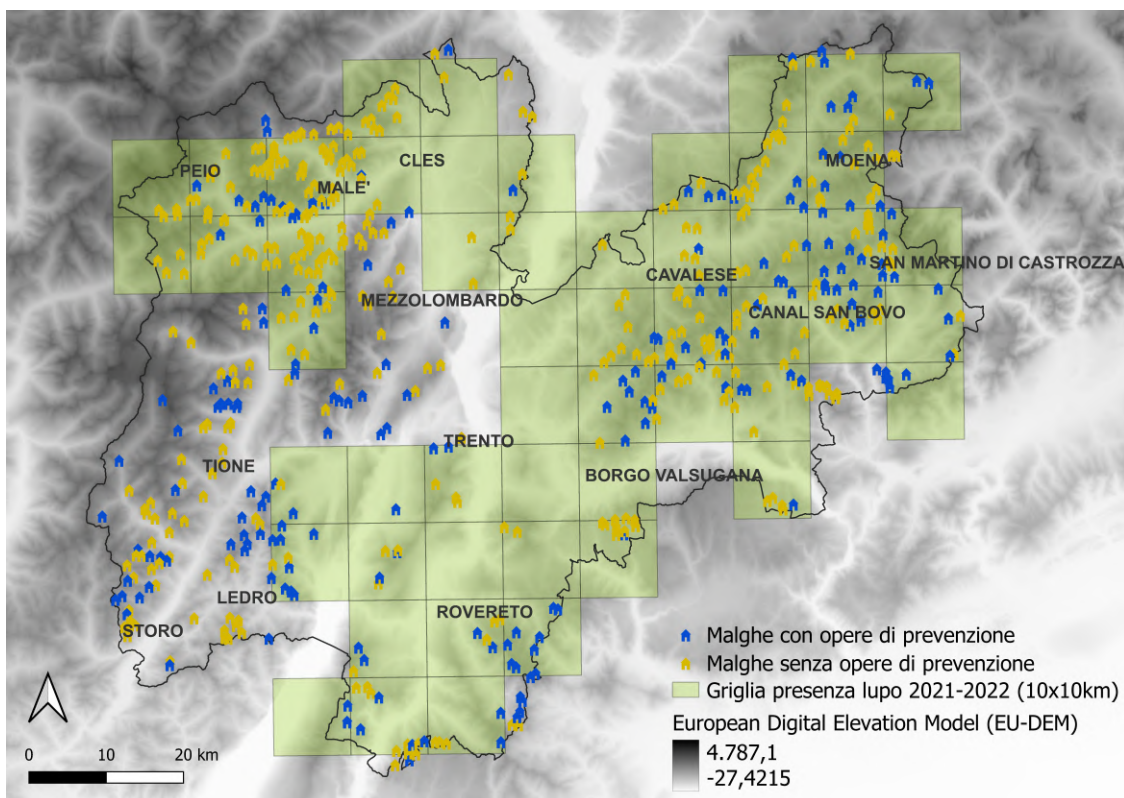 CLES
PEIO
MALE'
MOENA
SAN MARTINO DI CASTROZZA
CAVALESE
MEZZOLOMBARDO
CANAL SAN BOVO
TRENTO
TIONE
BORGO VALSUGANA
LEDRO
ROVERETO
STORO
Malghe con opere di prevenzione
Malghe senza opere di prevenzione
Griglia presenza lupo 2021-2022 (10x10km)
European Digital Elevation Model (EU-DEM)
4.787,1
-27,4215
0 10 20 km